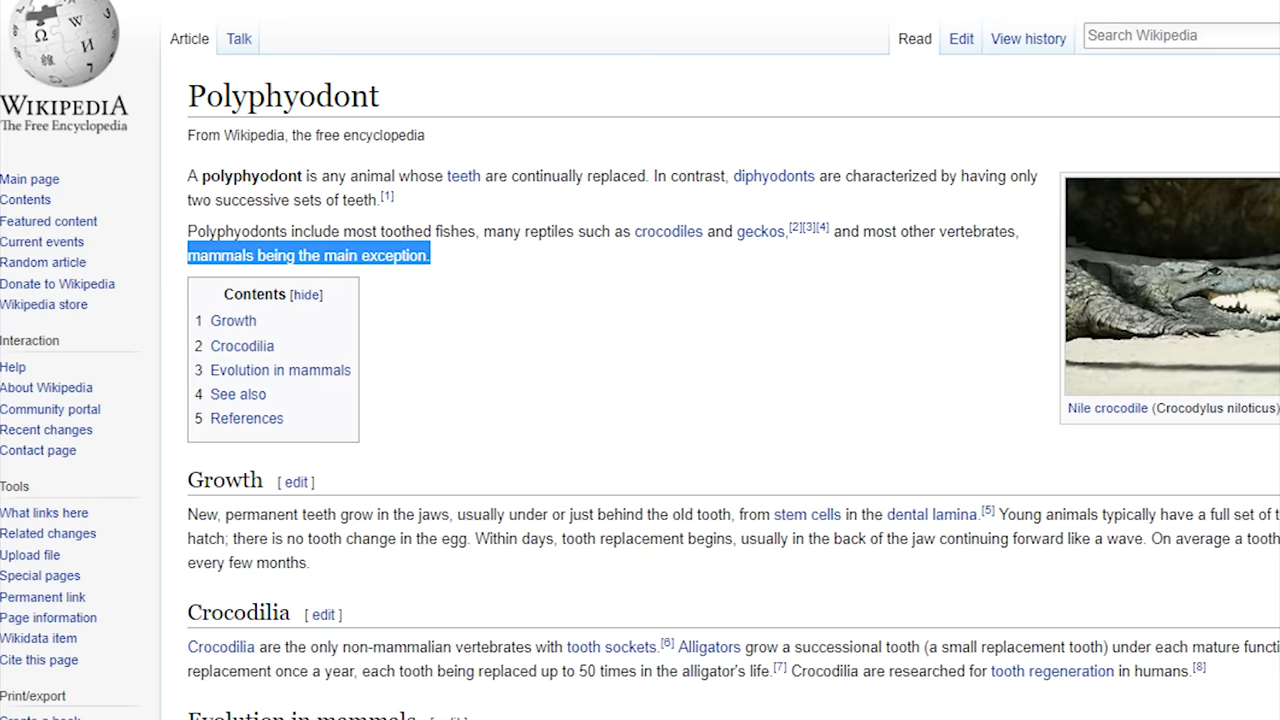 Article Talk Read Edit View history Search Wikipedia
WIKIPEDIA
The Free Encyclopedia
Main page
Contents
Featured content
Current events
Random article
Donate to Wikipedia
Wikipedia store
Interaction
Help
About Wikipedia
Community portal
Recent changes
Contact page
Tools
What links here
Related changes
Upload file
Special pages
Permanent link
Page information
Wikidata item
Cite this page
Print/export
Polyphyodont
From Wikipedia, the free encyclopedia
A polyphyodont is any animal whose teeth are continually replaced. In contrast, diphyodonts are characterized by having only
two successive sets of teeth.[1]
Polyphyodonts include most toothed fishes, many reptiles such as crocodiles and geckos,[2][3][4] and most other vertebrates,
mammals being the main exception.
Nile crocodile (Crocodylus niloticus)
Contents [hide]
1 Growth
2 Crocodilia
3 Evolution in mammals
4 See also
5 References
Growth [ edit ]
New, permanent teeth grow in the jaws, usually under or just behind the old tooth, from stem cells in the dental lamina.[5] Young animals typically have a full set of t
hatch; there is no tooth change in the egg. Within days, tooth replacement begins, usually in the back of the jaw continuing forward like a wave. On average a tooth
every few months.
Crocodilia [ edit ]
Crocodilia are the only non-mammalian vertebrates with tooth sockets.[6] Alligators grow a successional tooth (a small replacement tooth) under each mature functi
replacement once a year, each tooth being replaced up to 50 times in the alligator's life.[7] Crocodilia are researched for tooth regeneration in humans.[8]
Evolution in mammals